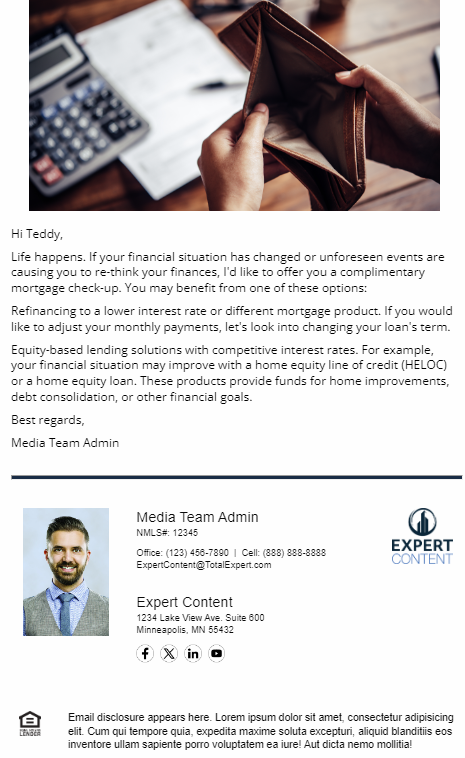 Hi Teddy,
Life happens. If your financial situation has changed or unforeseen events are
causing you to re-think your finances, I'd like to offer you a complimentary
mortgage check-up. You may benefit from one of these options:
Refinancing to a lower interest rate or different mortgage product. If you would
like to adjust your monthly payments, let's look into changing your loan's term.
Equity-based lending solutions with competitive interest rates. For example,
your financial situation may improve with a home equity line of credit (HELOC)
or a home equity loan. These products provide funds for home improvements,
debt consolidation, or other financial goals.
Best regards,
Media Team Admin
Media Team Admin
NMLS#: 12345
Office: (123) 456-7890 | Cell: (888) 888-8888
ExpertContent@TotalExpert.com
EXPERT
CONTENT
Expert Content
1234 Lake View Ave. Suite 600
Minneapolis, MN 55432
Email disclosure appears here. Lorem ipsum dolor sit amet, consectetur adipisicing
elit. Cum qui tempore quia, expedita maxime soluta excepturi, aliquid blanditiis eos
inventore ullam sapiente porro voluptatem ea iure! Aut dicta nemo mollitia!
LENDER